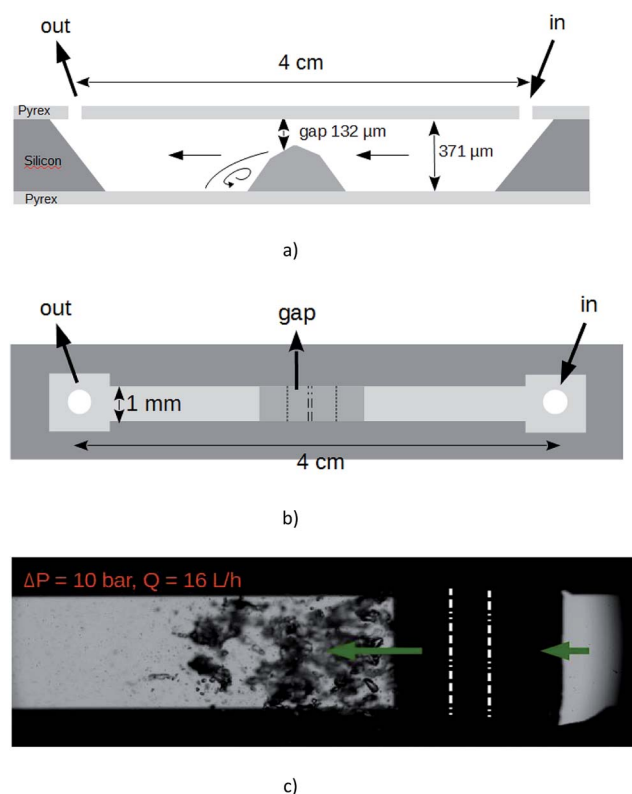 out
in
4 cm
Pyrex
gap 132 µm
371 µm
Silicon
Pyrex
a)
out
gap
in
1 mm
4 cm
b)
ΔP = 10 bar, Q = 16 L/h
c)